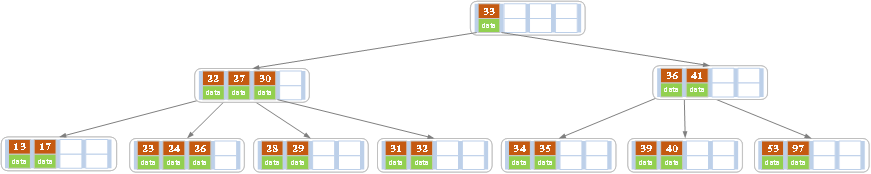 33
data
22 27 30
data data data
36 41
data data
13 17
data data
23 24 26
data data data
28 29
data data
31 32
data data
34 35
data data
39 40
data data
53 97
data data